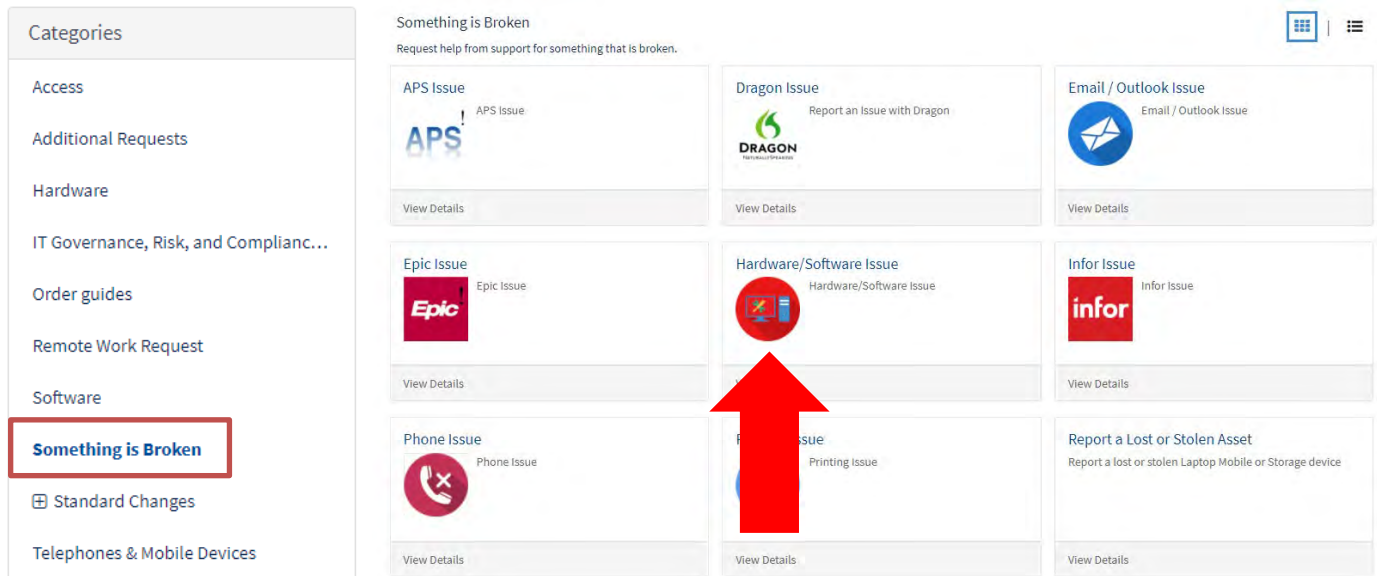 Categories
Access
Additional Requests
Hardware
IT Governance, Risk, and Complianc...
Order guides
Remote Work Request
Software
Something is Broken
Standard Changes
Telephones & Mobile Devices
Something is Broken
Request help from support for something that is broken.
APS Issue
APS Issue
APS!
View Details
Dragon Issue
Report an Issue with Dragon
DRAGON
NATURALLYSPEAKING
View Details
Email / Outlook Issue
Email / Outlook Issue
View Details
Epic Issue
Epic Issue
Epic!
View Details
Hardware/Software Issue
Hardware/Software Issue
Infor Issue
Infor Issue
infor
View Details
Phone Issue
Phone Issue
View Details
Printing Issue
View Details
Report a Lost or Stolen Asset
Report a lost or stolen Laptop Mobile or Storage device
View Details